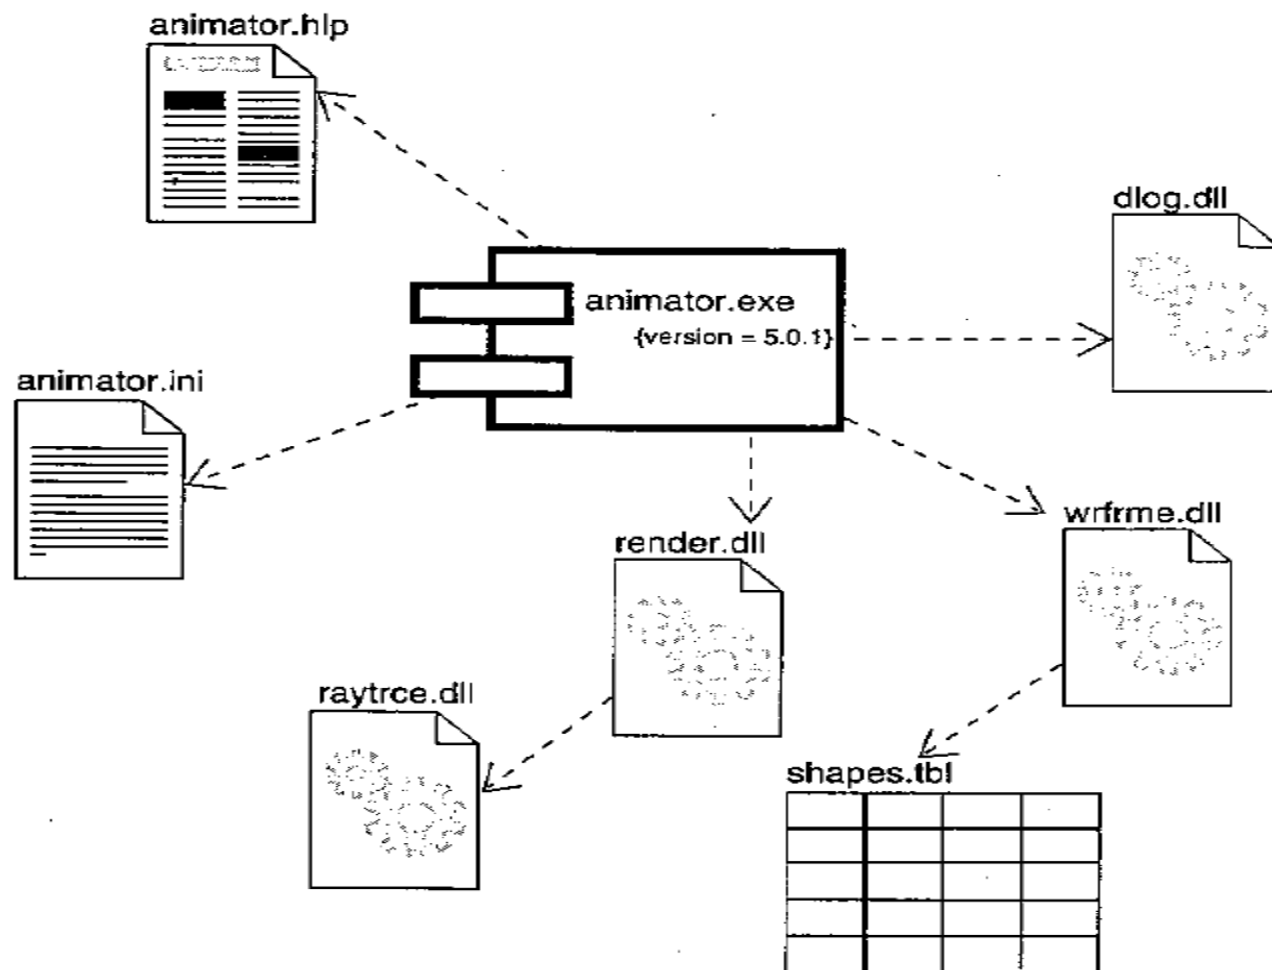 animator.hlp
dlog.dll
animator.exe
{version = 5.0.1}
animator.ini
wrfrme.dll
render.dll
raytrce.dll
shapes.tbl